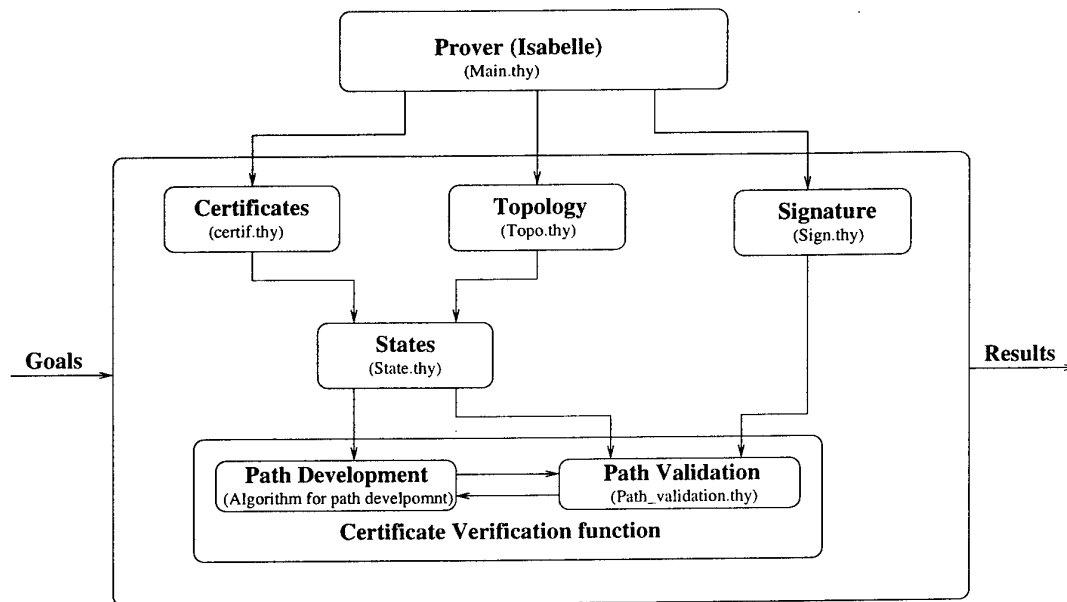 Prover (Isabelle)
(Main.thy)
Certificates
(certif.thy)
Topology
(Topo.thy)
Signature
(Sign.thy)
States
(State.thy)
Goals
Results
Path Development
(Algorithm for path develpomnt)
Path Validation
(Path_validation.thy)
Certificate Verification function